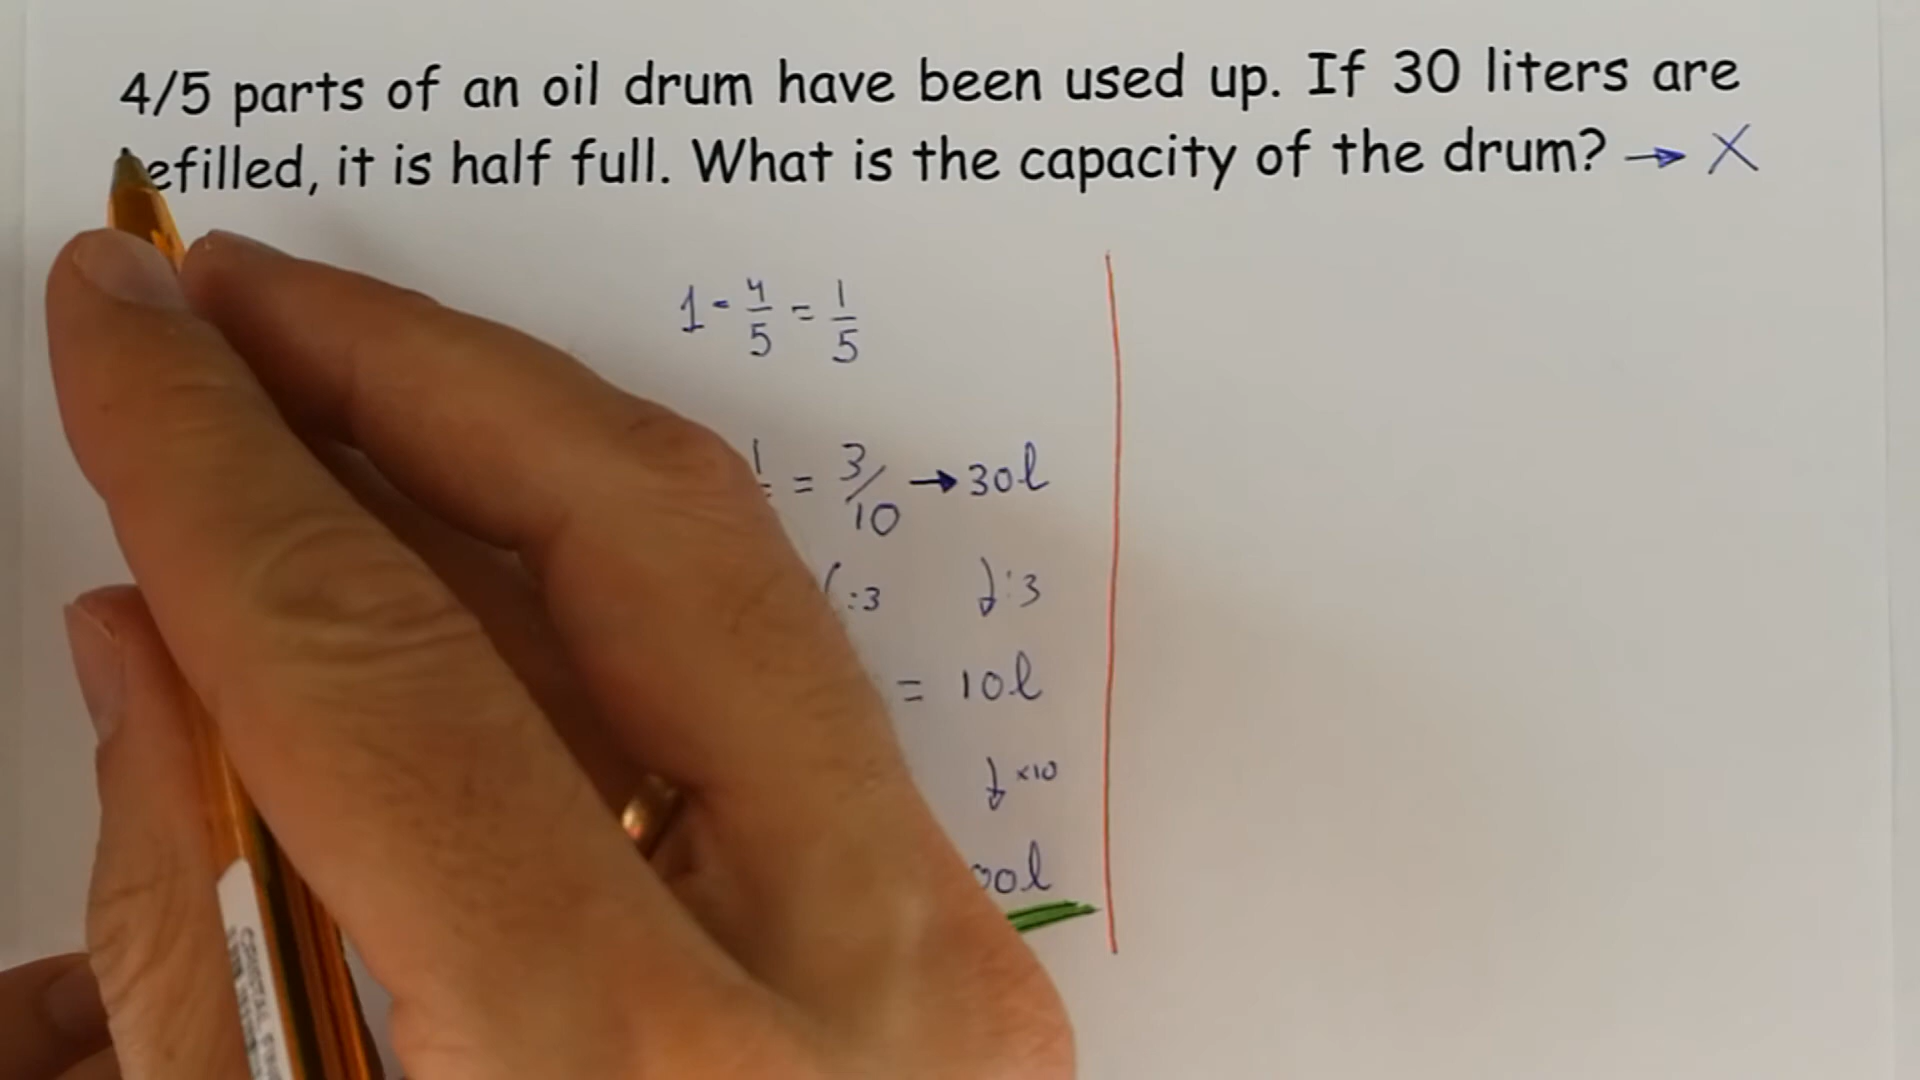 4/5 parts of an oil drum have been used up. If 30 liters are
efilled, it is half full. What is the capacity of the drum? → X
1 - 4/5 = 1/5
= 3/10 → 30l
:3 :3
= 10l
×10
00l